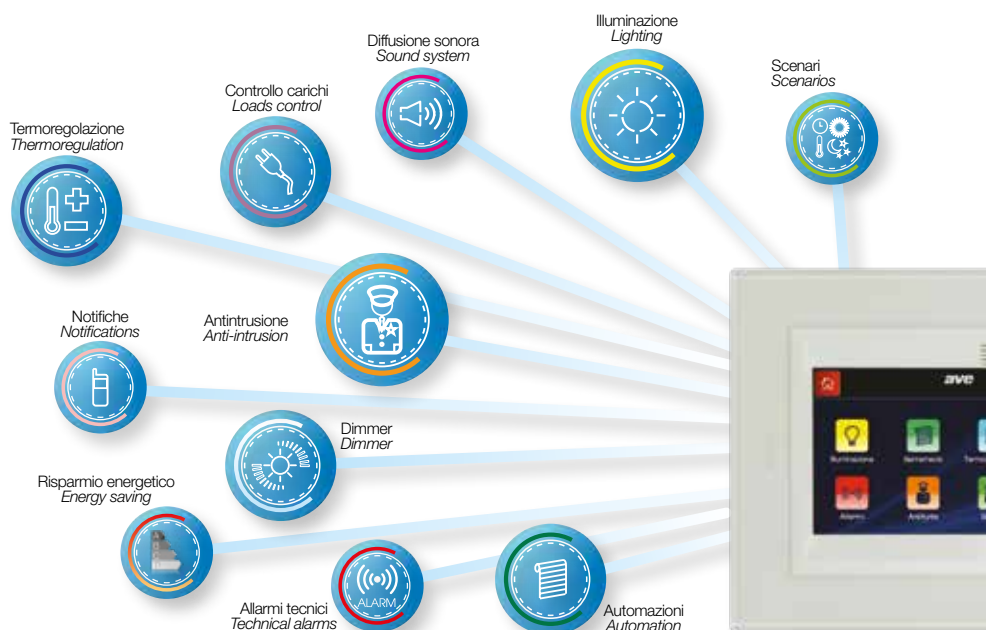 Illuminazione
Lighting
Diffusione sonora
Sound system
Scenari
Scenarios
Controllo carichi
Loads control
Termoregolazione
Thermoregulation
Notifiche
Notifications
Antintrusione
Anti-intrusion
ave
Dimmer
Dimmer
Illuminazione
Risparmio energetico
Energy saving
Allarmi tecnici
Technical alarms
ALARM
Automazioni
Automation